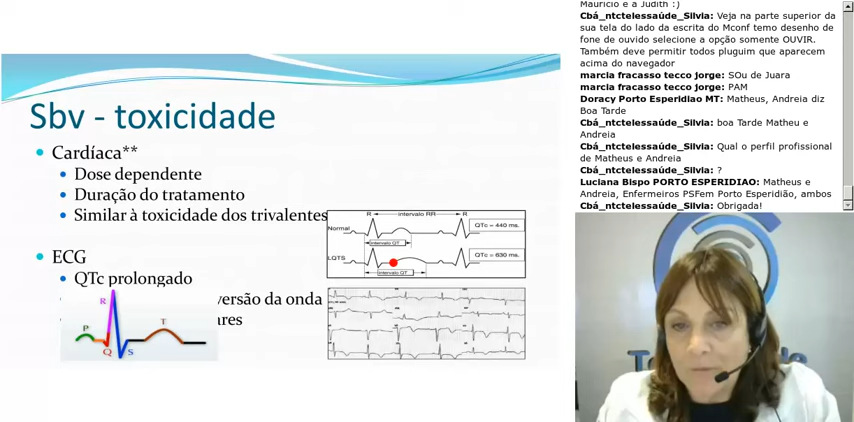 Sbv - toxicidade
Cardíaca**
Dose dependente
Duração do tratamento
Similar à toxicidade dos trivalentes
ECG
QTc prolongado
versão da onda
ares
R
P
Q
S
T
R intervalo RR R
Normal
QTc = 440 ms.
intervalo QT
LQTS
QTc = 630 ms.
intervalo QT
Maurício e a Judith :)
Cbá_ntctelessaúde_Silvia: Veja na parte superior da
sua tela do lado da escrita do Mconf temo desenho de
fone de ouvido selecione a opção somente OUVIR.
Também deve permitir todos pluguim que aparecem
acima do navegador
marcia fracasso tecco jorge: SOu de Juara
marcia fracasso tecco jorge: PAM
Doracy Porto Esperidiao MT: Matheus, Andreia diz
Boa Tarde
Cbá_ntctelessaúde_Silvia: boa Tarde Matheu e
Andreia
Cbá_ntctelessaúde_Silvia: Qual o perfil profissional
de Matheus e Andreia
Cbá_ntctelessaúde_Silvia: ?
Luciana Bispo PORTO ESPERIDIAO: Matheus e
Andreia, Enfermeiros PSFem Porto Esperidião, ambos
Cbá_ntctelessaúde_Silvia: Obrigada!